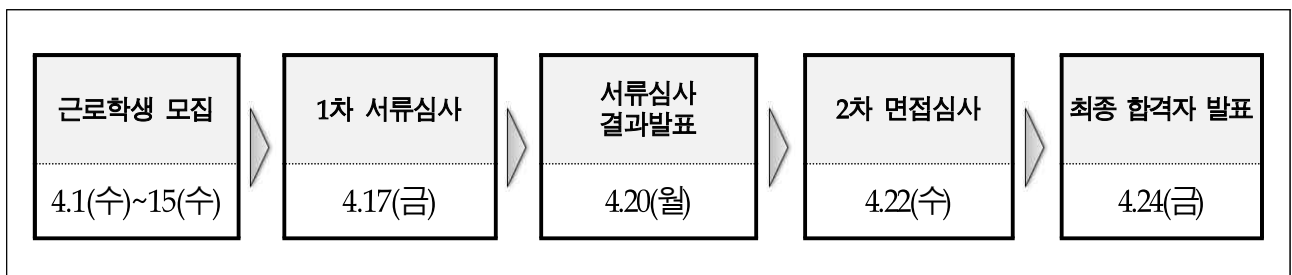 근로학생 모집
4.1(수)~15(수)
1차 서류심사
4.17(금)
서류심사
결과발표
4.20(월)
2차 면접심사
4.22(수)
최종 합격자 발표
4.24(금)